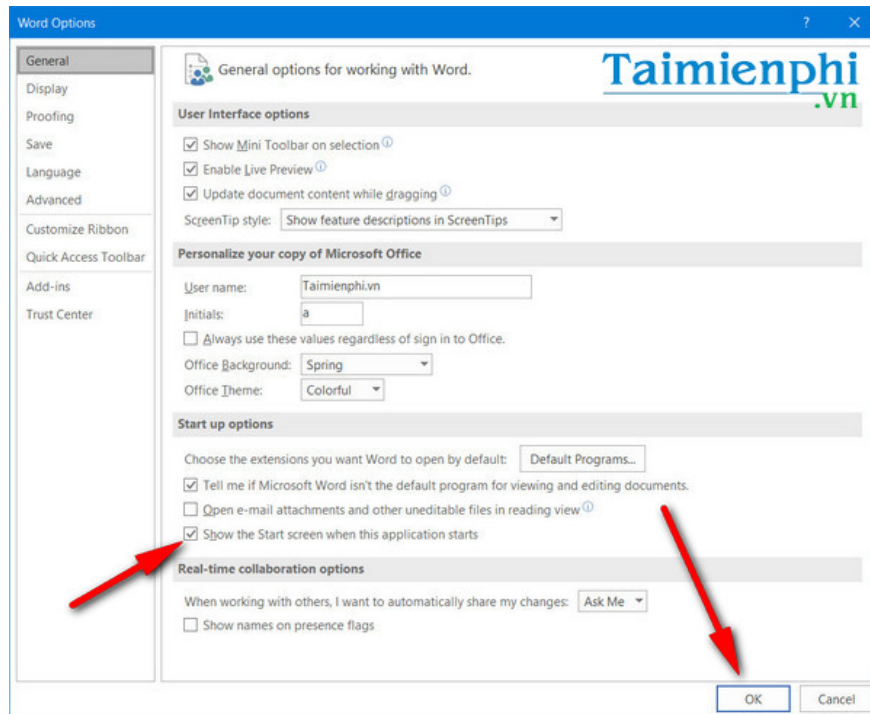 Word Options
?
General
Display
Proofing
Save
Language
Advanced
Customize Ribbon
Quick Access Toolbar
Add-ins
Trust Center
General options for working with Word.
Taimienphi
.vn
User Interface options
Show Mini Toolbar on selection
Enable Live Preview
Update document content while dragging
ScreenTip style: Show feature descriptions in ScreenTips
Personalize your copy of Microsoft Office
User name: Taimienphi.vn
Initials: a
Always use these values regardless of sign in to Office.
Office Background: Spring
Office Theme: Colorful
Start up options
Choose the extensions you want Word to open by default: Default Programs...
Tell me if Microsoft Word isn't the default program for viewing and editing documents.
Open e-mail attachments and other uneditable files in reading view
Show the Start screen when this application starts
Real-time collaboration options
When working with others, I want to automatically share my changes: Ask Me
Show names on presence flags
OK Cancel